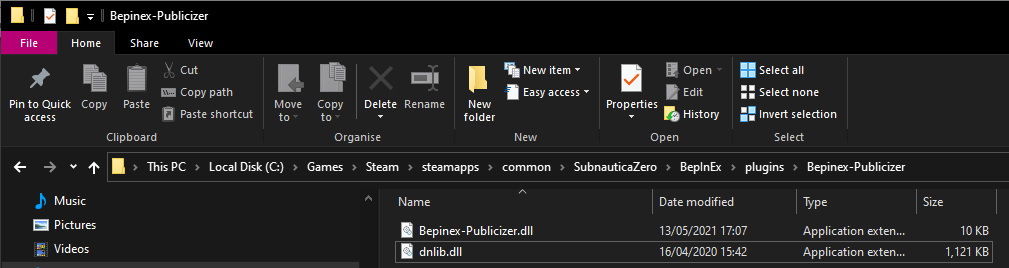 Bepinex-Publicizer
File Home Share View
Pin to Quick access
Copy
Paste
Cut
Copy path
Paste shortcut
Clipboard
Move to
Copy to
Delete
Rename
Organise
New folder
New item
Easy access
New
Properties
Open
Edit
History
Open
Select all
Select none
Invert selection
Select
This PC > Local Disk (C:) > Games > Steam > steamapps > common > SubnauticaZero > BepInEx > plugins > Bepinex-Publicizer
Music
Pictures
Videos
Name Date modified Type Size
Bepinex-Publicizer.dll 13/05/2021 17:07 Application exten... 10 KB
dnlib.dll 16/04/2020 15:42 Application exten... 1,121 KB